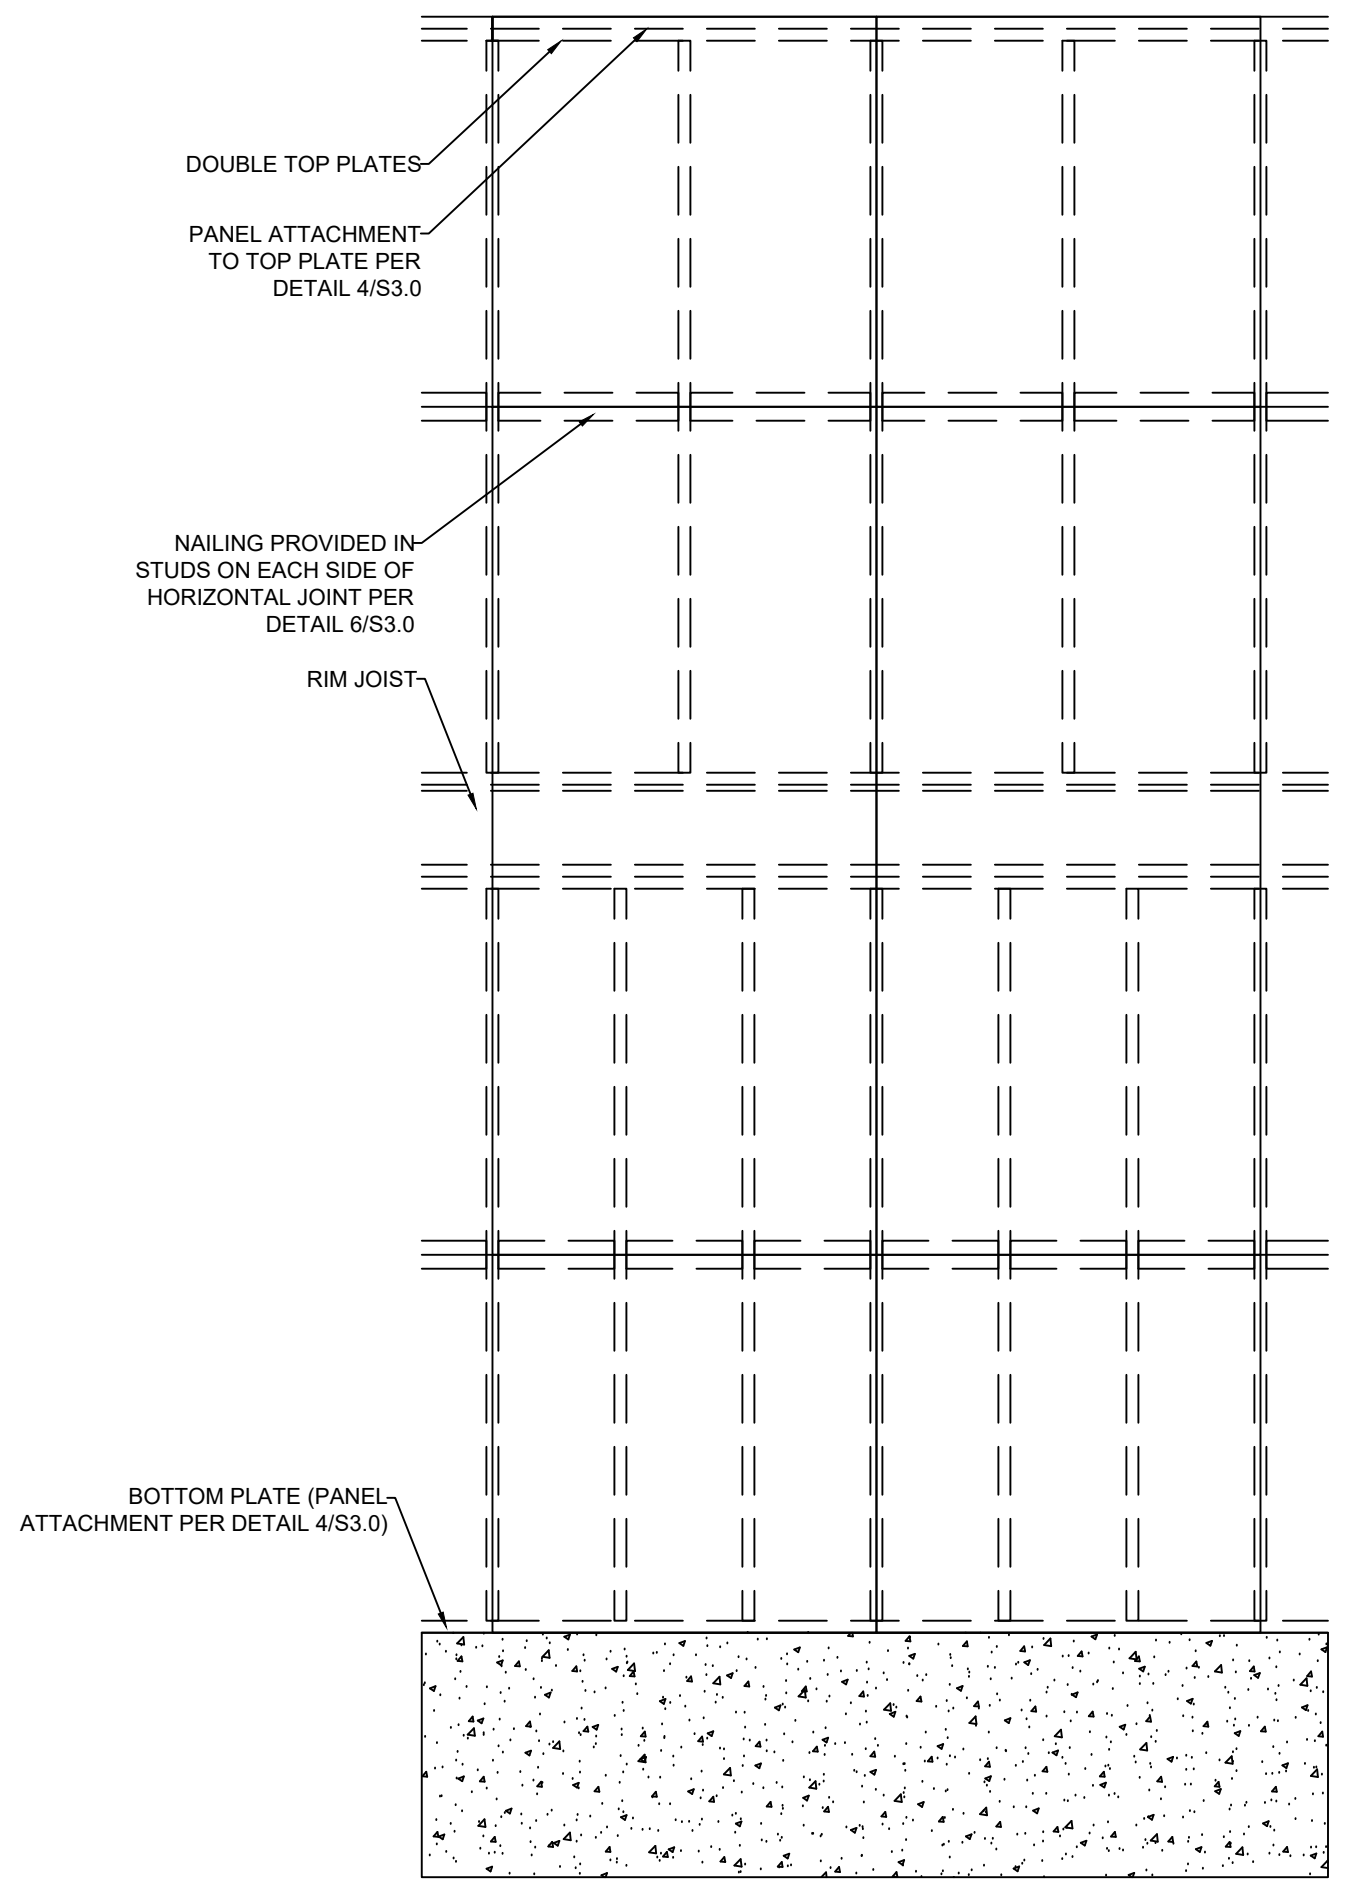 DOUBLE TOP PLATES
PANEL ATTACHMENT
TO TOP PLATE PER
DETAIL 4/S3.0
NAILING PROVIDED IN
STUDS ON EACH SIDE OF
HORIZONTAL JOINT PER
DETAIL 6/S3.0
RIM JOIST
BOTTOM PLATE (PANEL
ATTACHMENT PER DETAIL 4/S3.0)